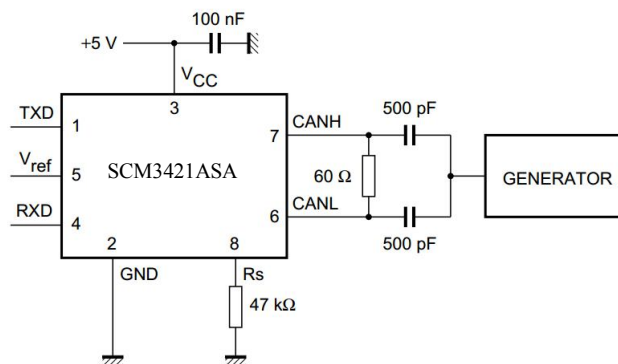 100 nF
+5 V
VCC
3
TXD
1
7
CANH
500 pF
Vref
5
SCM3421ASA
60 Ω
GENERATOR
RXD
4
6
CANL
500 pF
2
8
GND
Rs
47 kΩ